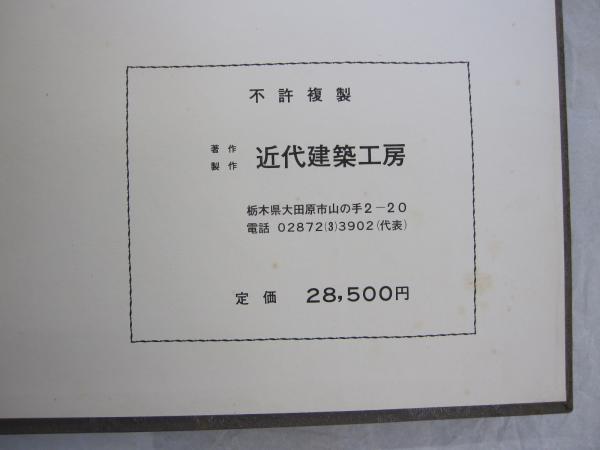 不許複製
著作
製作 近代建築工房
栃木県大田原市山の手2-20
電話 02872(3)3902(代表)
定価 28,500円